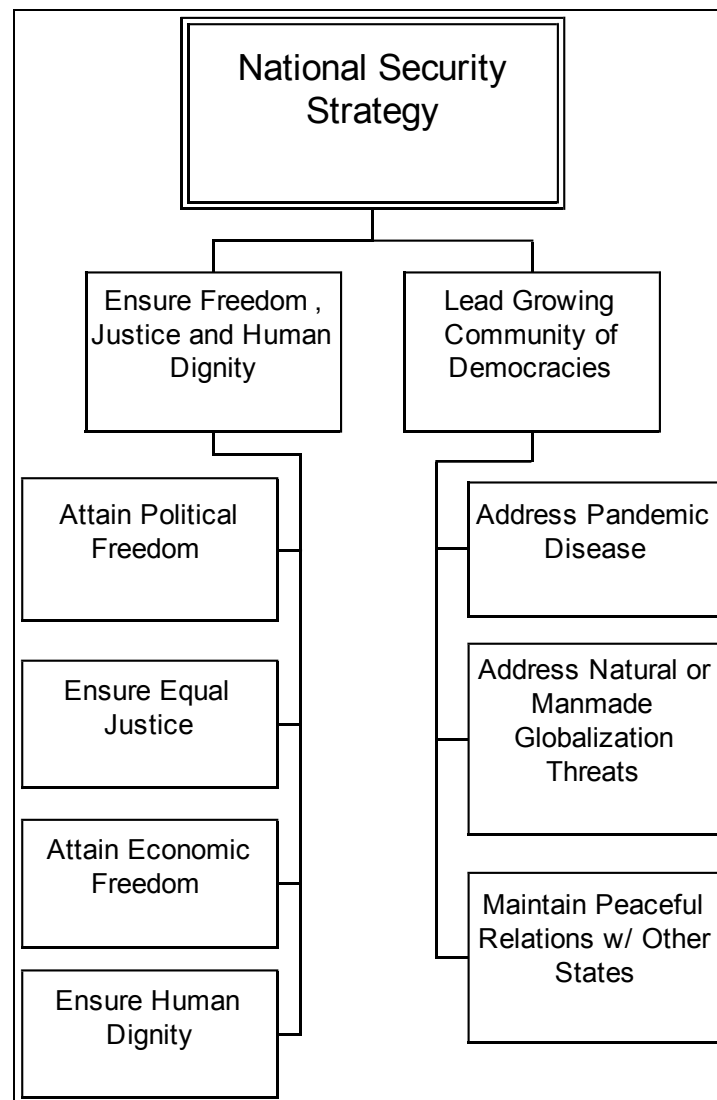 National Security
Strategy
Ensure Freedom ,
Justice and Human
Dignity
Lead Growing
Community of
Democracies
Attain Political
Freedom
Ensure Equal
Justice
Attain Economic
Freedom
Ensure Human
Dignity
Address Pandemic
Disease
Address Natural or
Manmade
Globalization
Threats
Maintain Peaceful
Relations w/ Other
States